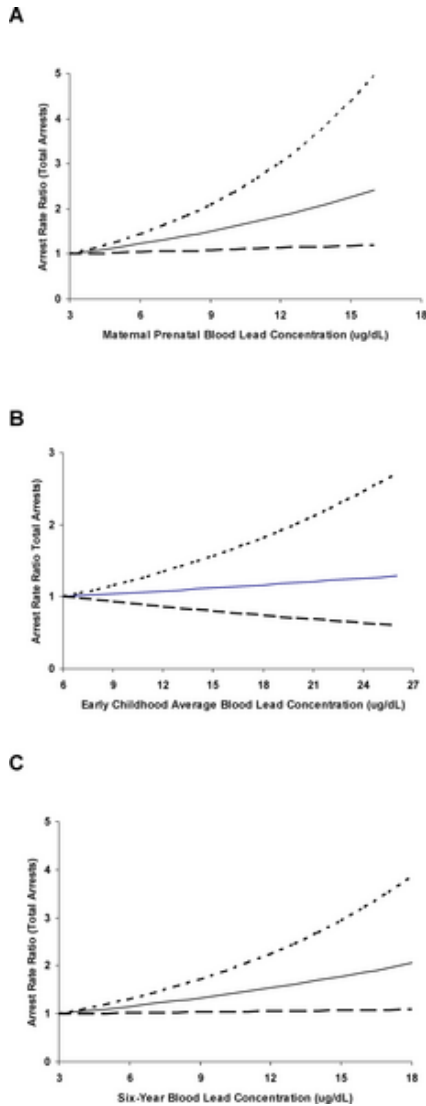 A
Arrest Rate Ratio (Total Arrests)
5
4
3
2
1
0
3 6 9 12 15 18
Maternal Prenatal Blood Lead Concentration (ug/dL)
B
Arrest Rate Ratio Total Arrests)
3
2
1
0
6 9 12 15 18 21 24 27
Early Childhood Average Blood Lead Concentration (ug/dL)
C
Arrest Rate Ratio (Total Arrests)
5
4
3
2
1
0
3 6 9 12 15 18
Six-Year Blood Lead Concentration (ug/dL)